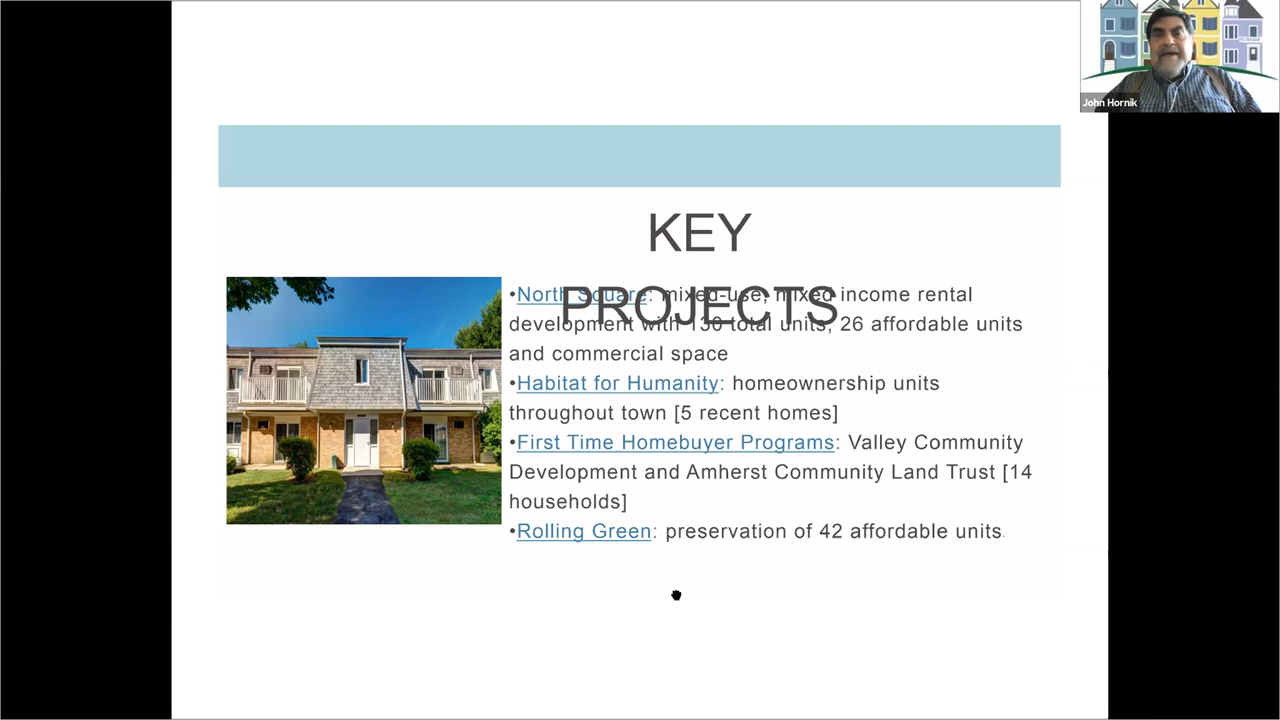 John Hornik
KEY
PROJECTS
•North Square: mixed-use, mixed income rental
development with 130 total units, 26 affordable units
and commercial space
•Habitat for Humanity: homeownership units
throughout town [5 recent homes]
•First Time Homebuyer Programs: Valley Community
Development and Amherst Community Land Trust [14
households]
•Rolling Green: preservation of 42 affordable units.